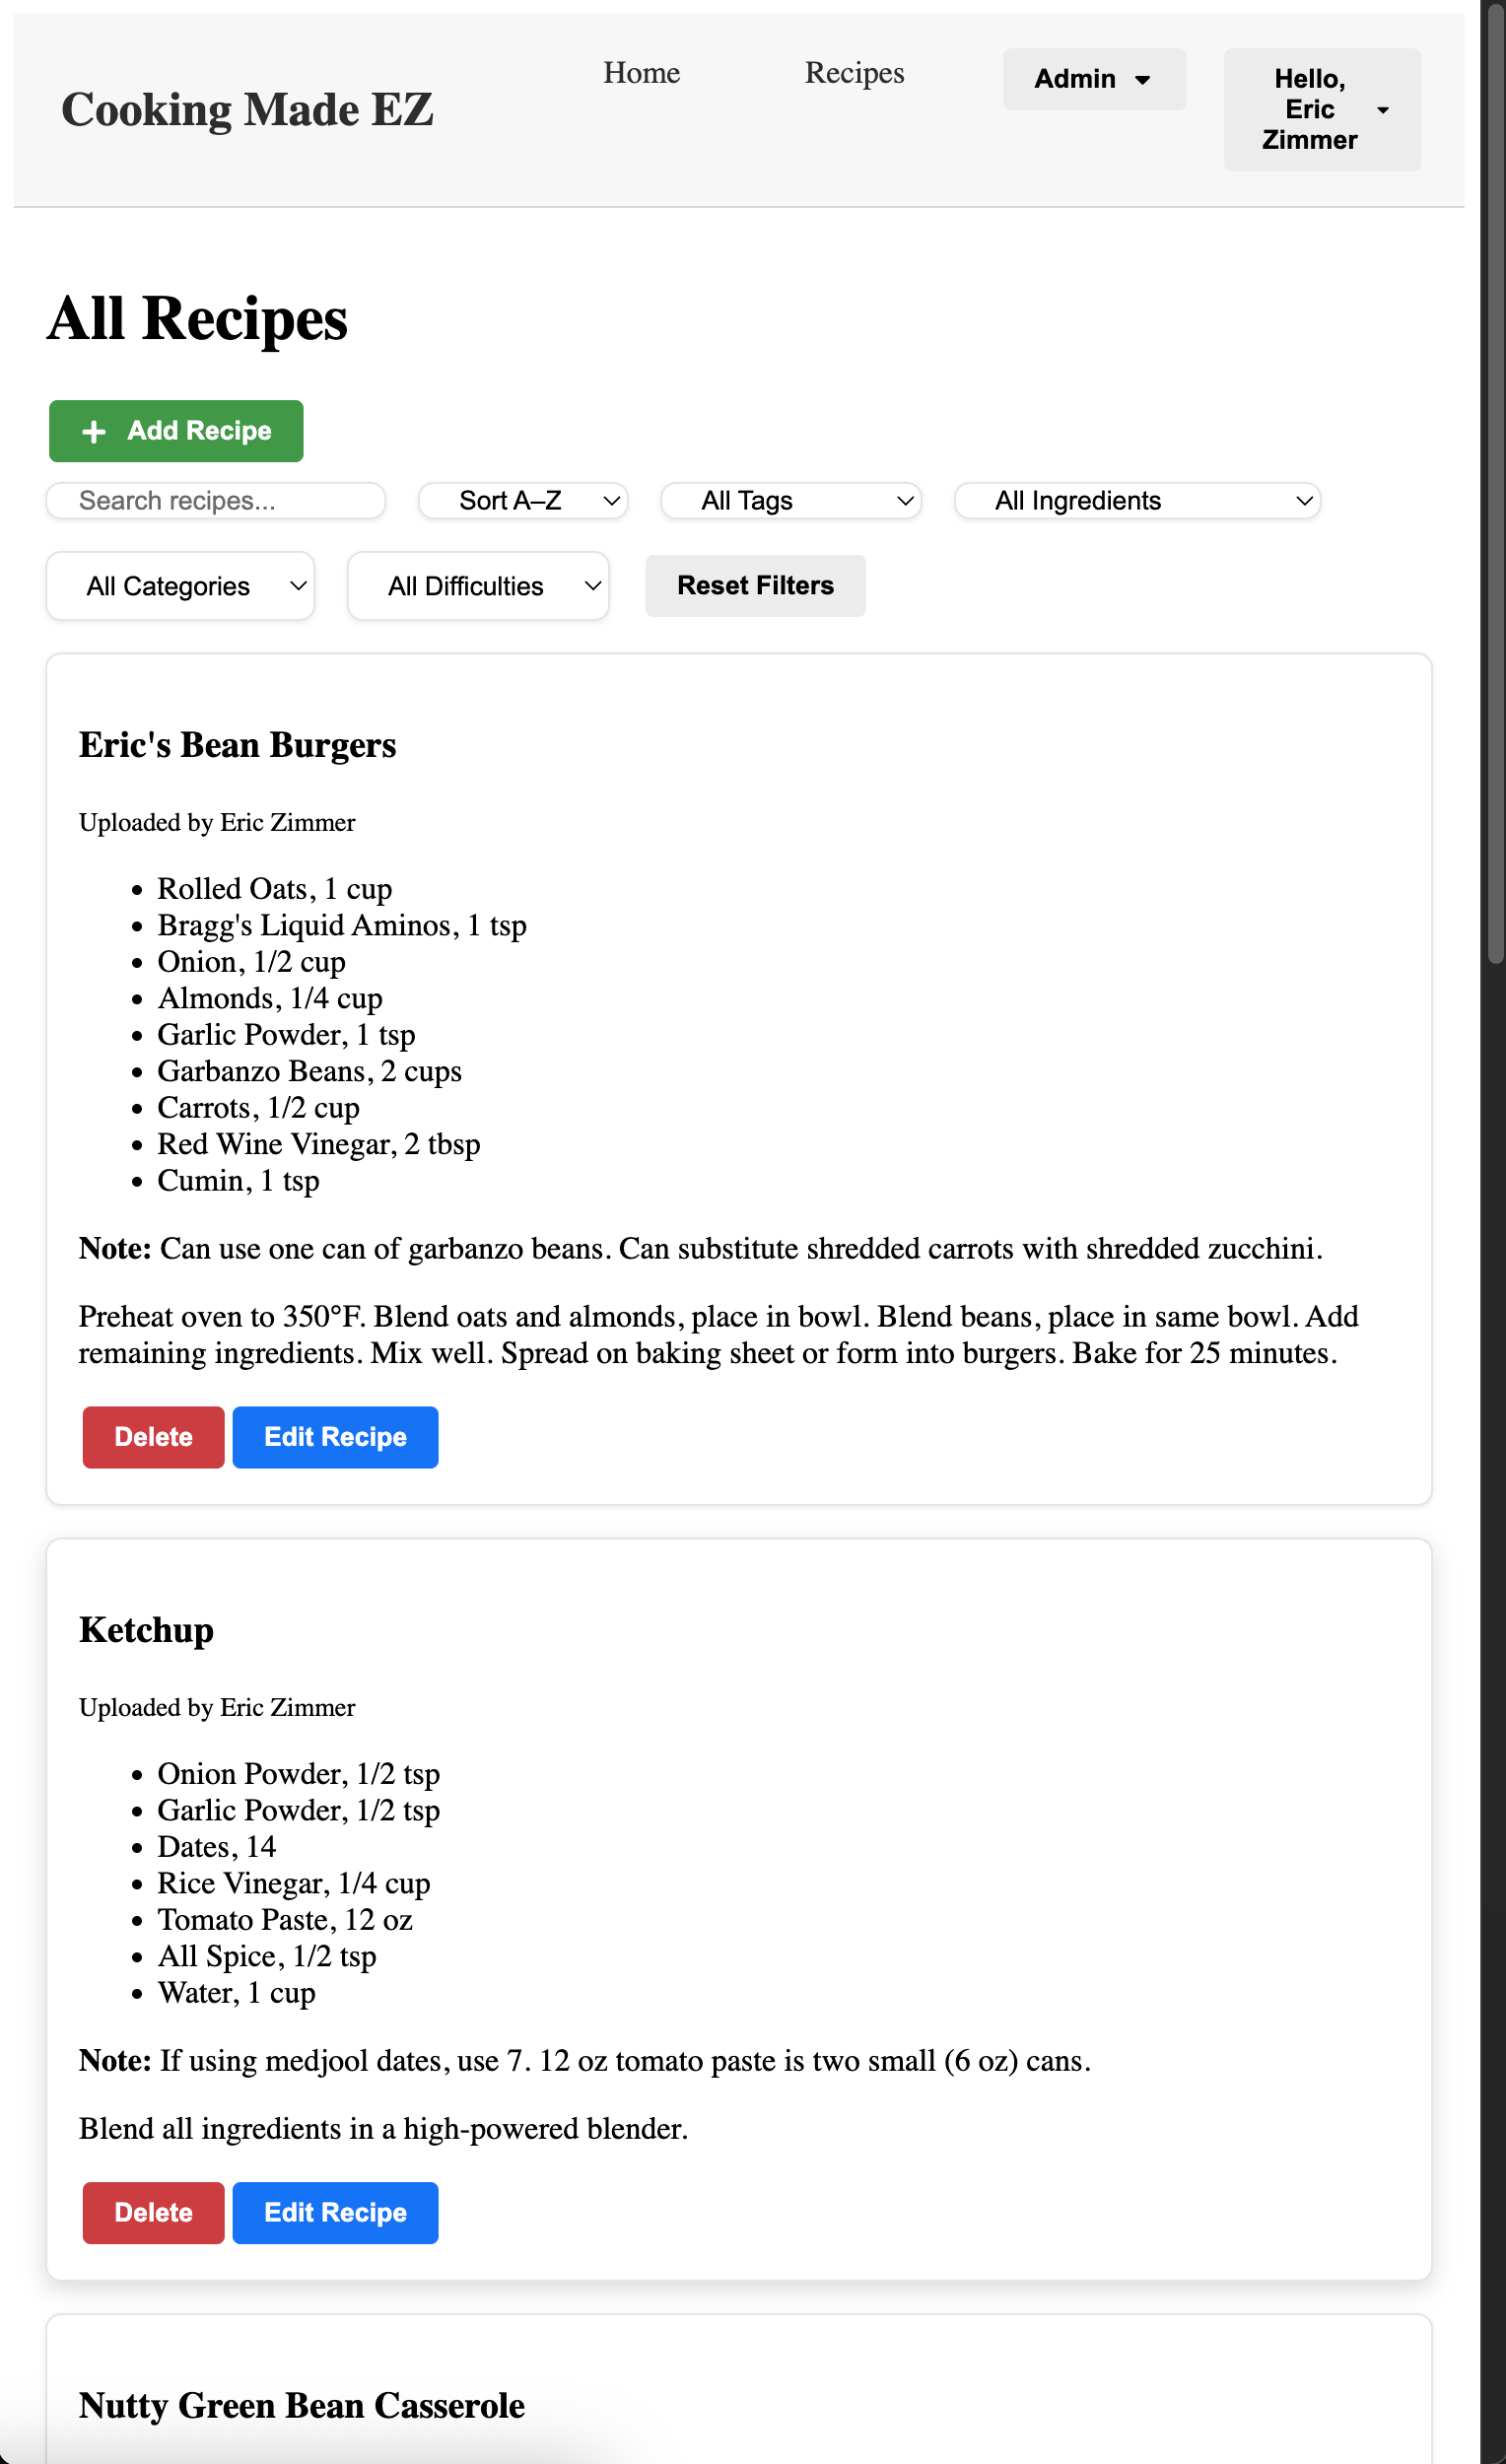 Cooking Made EZ
Home
Recipes
Admin
Hello,
Eric
Zimmer
All Recipes
+ Add Recipe
Search recipes...
Sort A–Z
All Tags
All Ingredients
All Categories
All Difficulties
Reset Filters
Eric's Bean Burgers
Uploaded by Eric Zimmer
• Rolled Oats, 1 cup
• Bragg's Liquid Aminos, 1 tsp
• Onion, 1/2 cup
• Almonds, 1/4 cup
• Garlic Powder, 1 tsp
• Garbanzo Beans, 2 cups
• Carrots, 1/2 cup
• Red Wine Vinegar, 2 tbsp
• Cumin, 1 tsp
Note: Can use one can of garbanzo beans. Can substitute shredded carrots with shredded zucchini.
Preheat oven to 350°F. Blend oats and almonds, place in bowl. Blend beans, place in same bowl. Add
remaining ingredients. Mix well. Spread on baking sheet or form into burgers. Bake for 25 minutes.
Delete
Edit Recipe
Ketchup
Uploaded by Eric Zimmer
• Onion Powder, 1/2 tsp
• Garlic Powder, 1/2 tsp
• Dates, 14
• Rice Vinegar, 1/4 cup
• Tomato Paste, 12 oz
• All Spice, 1/2 tsp
• Water, 1 cup
Note: If using medjool dates, use 7. 12 oz tomato paste is two small (6 oz) cans.
Blend all ingredients in a high-powered blender.
Delete
Edit Recipe
Nutty Green Bean Casserole